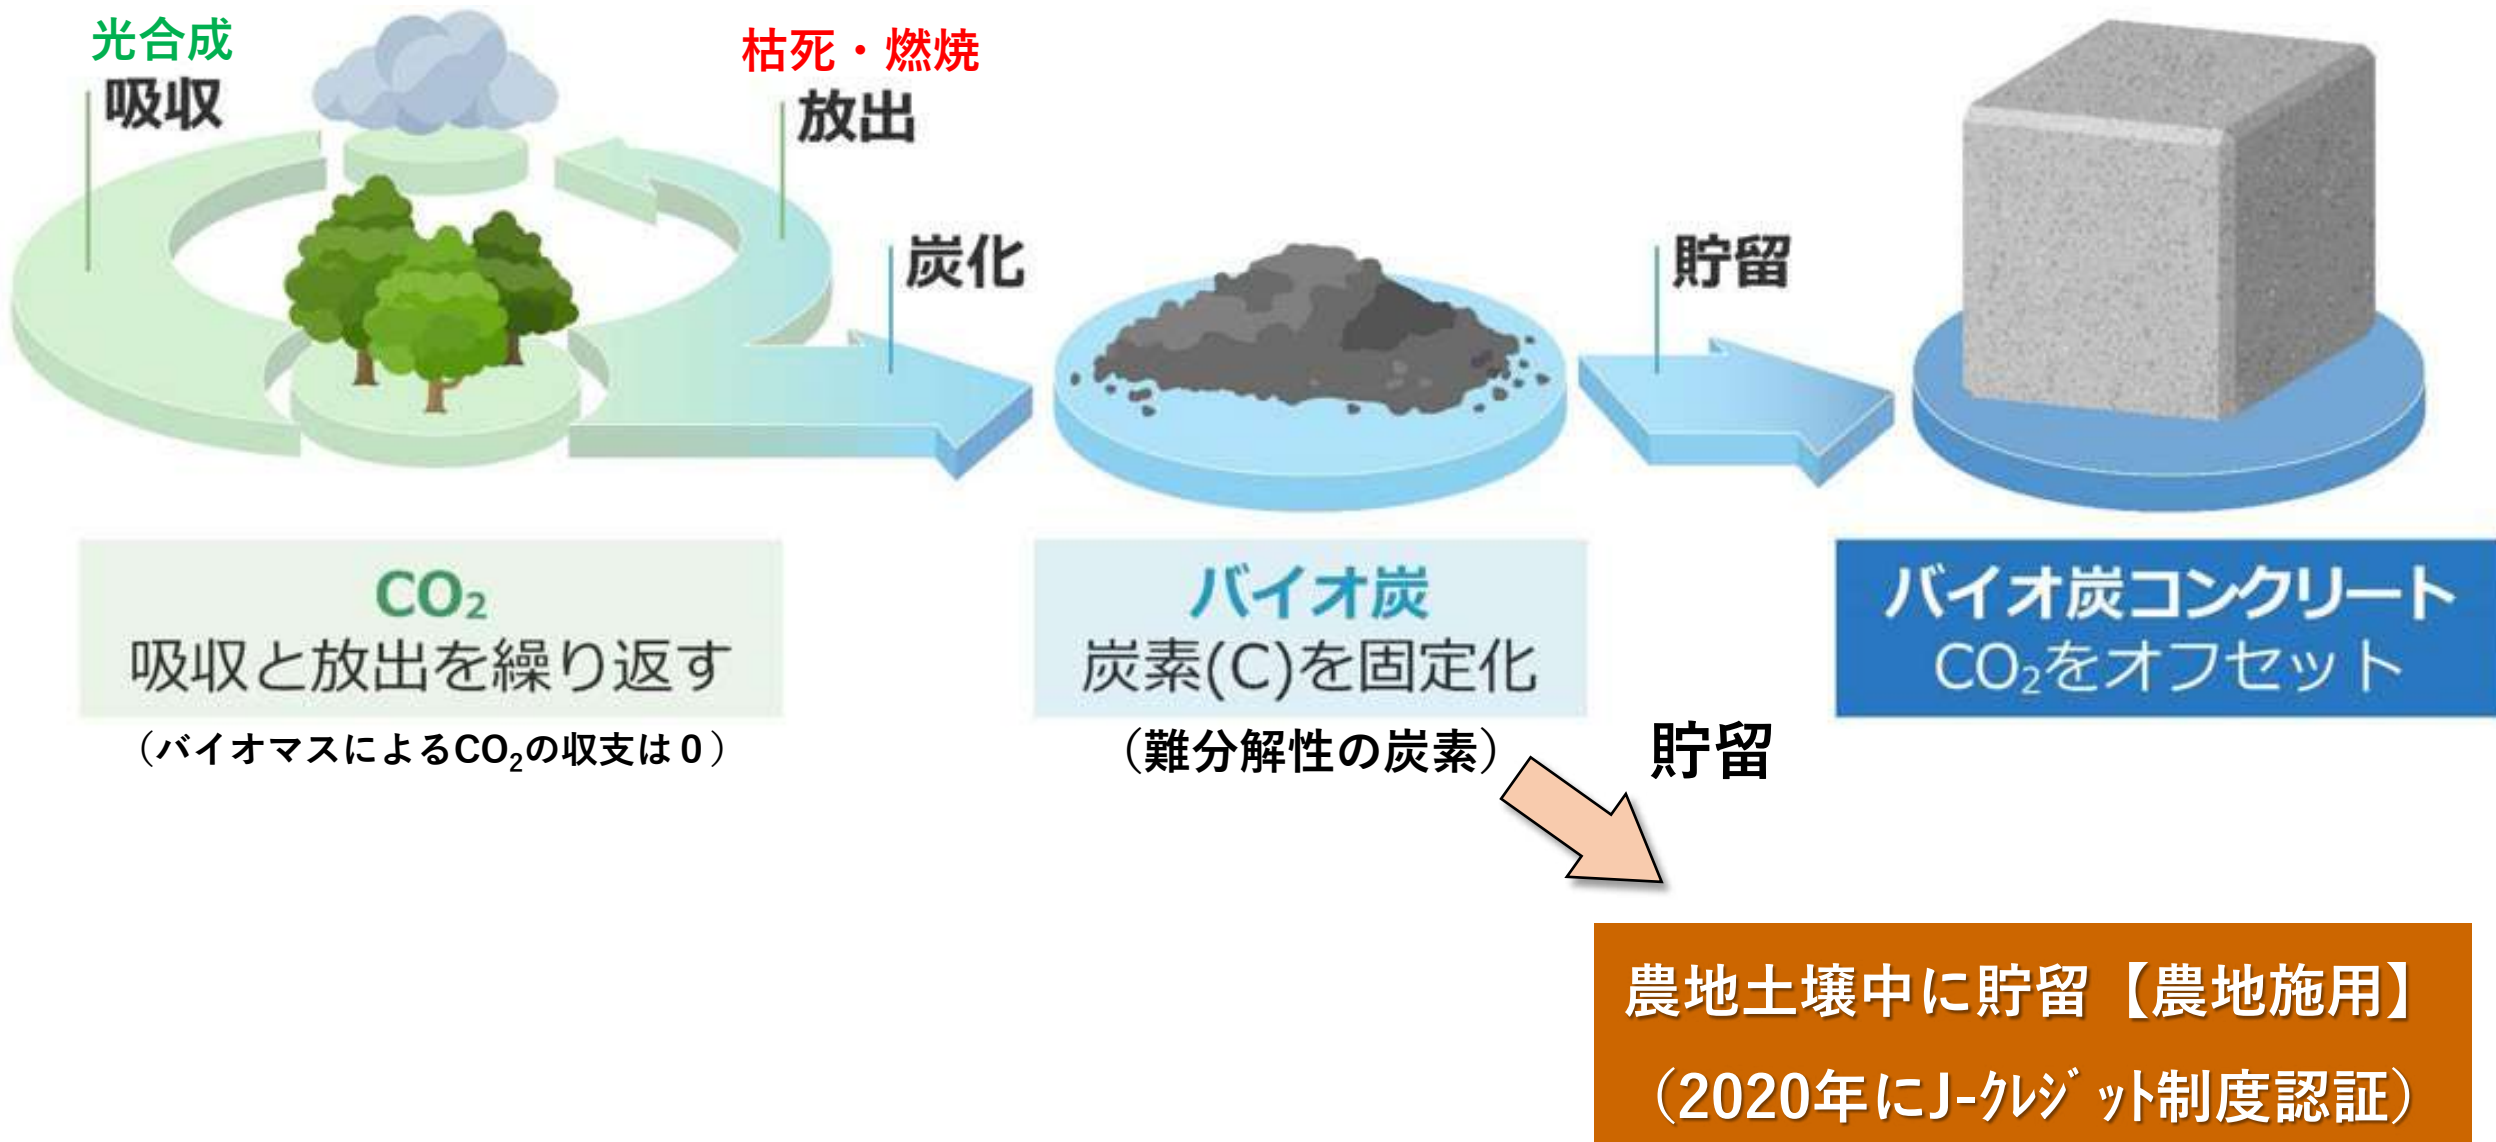 光合成
吸収
枯死・燃焼
放出
炭化
貯留
CO₂
吸収と放出を繰り返す
（バイオマスによるCO₂の収支は０）
バイオ炭
炭素(C)を固定化
（難分解性の炭素）
バイオ炭コンクリート
CO₂をオフセット
貯留
農地土壌中に貯留【農地施用】
（2020年にJ-ｸﾚｼﾞｯﾄ制度認証）